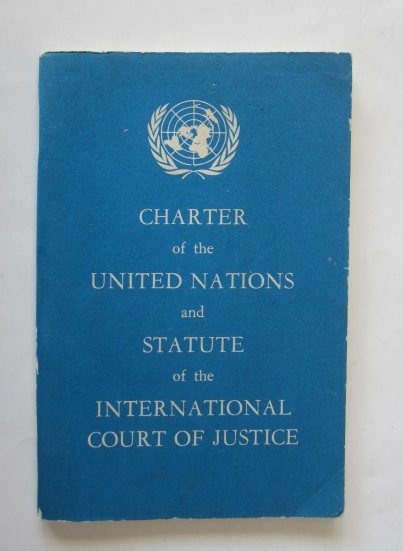 CHARTER
of the
UNITED NATIONS
and
STATUTE
of the
INTERNATIONAL
COURT OF JUSTICE